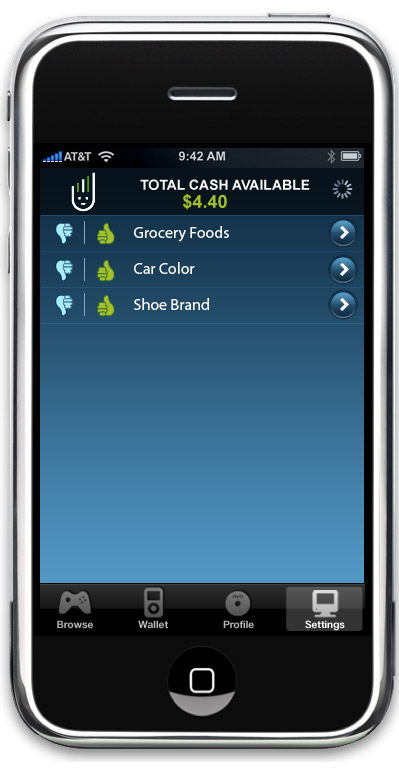 AT&T 9:42 AM
TOTAL CASH AVAILABLE
$4.40
Grocery Foods
Car Color
Shoe Brand
Browse Wallet Profile Settings